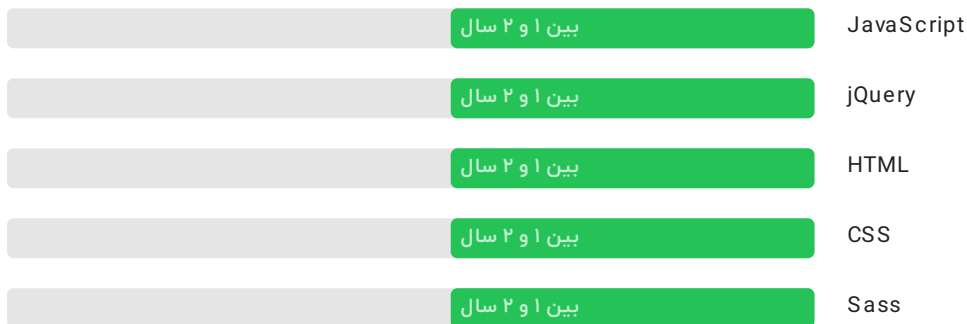 JavaScript
بین ۱ و ۲ سال
jQuery
بین ۱ و ۲ سال
HTML
بین ۱ و ۲ سال
CSS
بین ۱ و ۲ سال
Sass
بین ۱ و ۲ سال